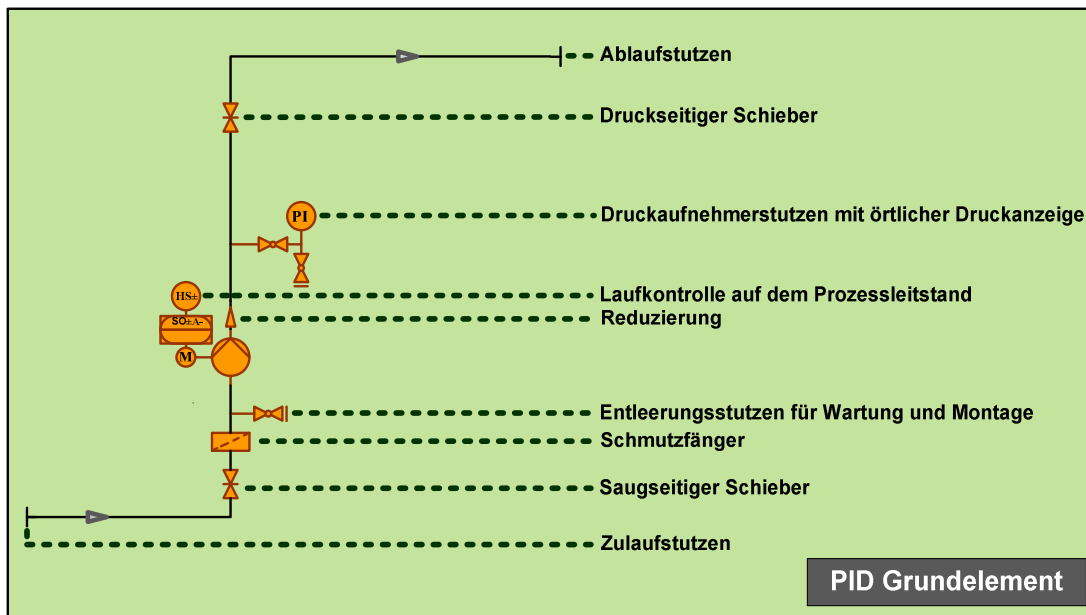 Ablaufstutzen
Druckseitiger Schieber
PI
Druckaufnehmerstutzen mit örtlicher Druckanzeige
HS±
Laufkontrolle auf dem Prozessleitstand
SO±A–
Reduzierung
M
Entleerungsstutzen für Wartung und Montage
Schmutzfänger
Saugseitiger Schieber
Zulaufstutzen
PID Grundelement